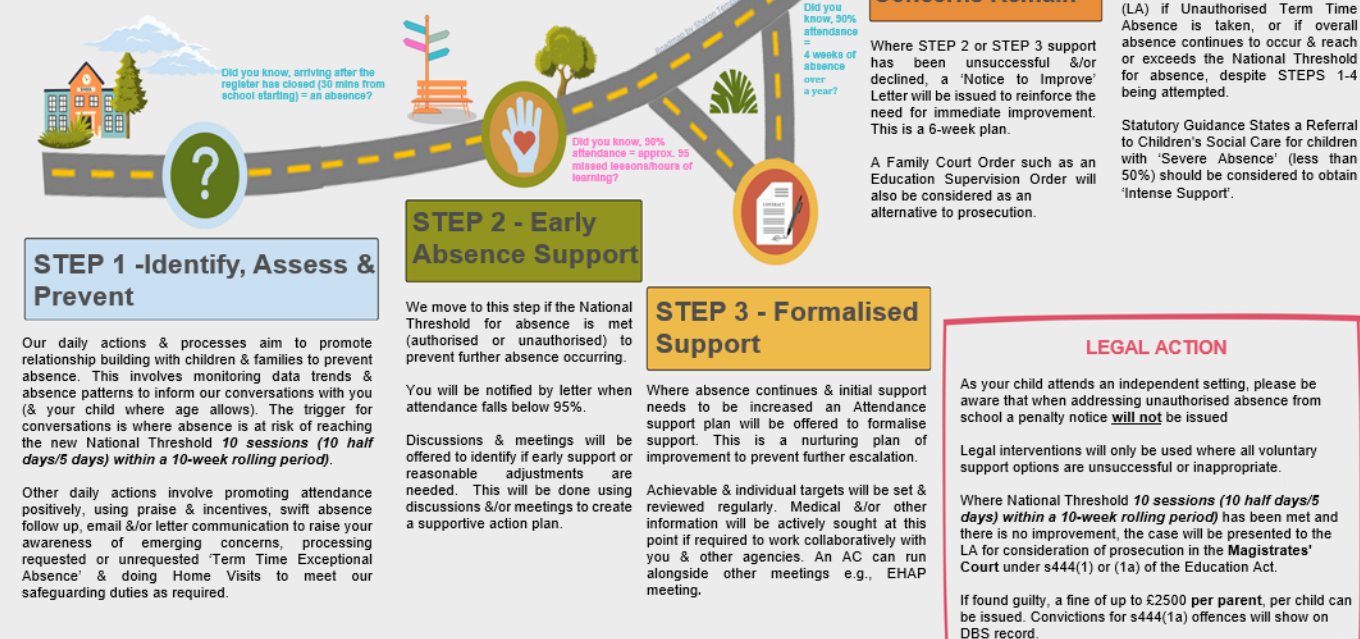 Did you know, arriving after the
register has closed (30 mins from
school starting) = an absence?
Roadmap by Sharon
Did you
know, 90%
attendance
=
4 weeks of
absence
over
a year?
Did you know, 90%
attendance = approx. 95
missed lessons/hours of
learning?
CONTRACT
STEP 1 -Identify, Assess &
Prevent
Our daily actions & processes aim to promote
relationship building with children & families to prevent
absence. This involves monitoring data trends &
absence patterns to inform our conversations with you
(& your child where age allows). The trigger for
conversations is where absence is at risk of reaching
the new National Threshold 10 sessions (10 half
days/5 days) within a 10-week rolling period).
Other daily actions involve promoting attendance
positively, using praise & incentives, swift absence
follow up, email &/or letter communication to raise your
awareness of emerging concerns, processing
requested or unrequested ‘Term Time Exceptional
Absence’ & doing Home Visits to meet our
safeguarding duties as required.
STEP 2 - Early
Absence Support
We move to this step if the National
Threshold for absence is met
(authorised or unauthorised) to
prevent further absence occurring.
You will be notified by letter when
attendance falls below 95%.
Discussions & meetings will be
offered to identify if early support or
reasonable adjustments are
needed. This will be done using
discussions &/or meetings to create
a supportive action plan.
STEP 3 - Formalised
Support
Where absence continues & initial support
needs to be increased an Attendance
support plan will be offered to formalise
support. This is a nurturing plan of
improvement to prevent further escalation.
Achievable & individual targets will be set &
reviewed regularly. Medical &/or other
information will be actively sought at this
point if required to work collaboratively with
you & other agencies. An AC can run
alongside other meetings e.g., EHAP
meeting.
Concerns Remain
Where STEP 2 or STEP 3 support
has been unsuccessful &/or
declined, a ‘Notice to Improve’
Letter will be issued to reinforce the
need for immediate improvement.
This is a 6-week plan.
A Family Court Order such as an
Education Supervision Order will
also be considered as an
alternative to prosecution.
(LA) if Unauthorised Term Time
Absence is taken, or if overall
absence continues to occur & reach
or exceeds the National Threshold
for absence, despite STEPS 1-4
being attempted.
Statutory Guidance States a Referral
to Children's Social Care for children
with ‘Severe Absence’ (less than
50%) should be considered to obtain
‘Intense Support’.
LEGAL ACTION
As your child attends an independent setting, please be
aware that when addressing unauthorised absence from
school a penalty notice will not be issued
Legal interventions will only be used where all voluntary
support options are unsuccessful or inappropriate.
Where National Threshold 10 sessions (10 half days/5
days) within a 10-week rolling period) has been met and
there is no improvement, the case will be presented to the
LA for consideration of prosecution in the Magistrates'
Court under s444(1) or (1a) of the Education Act.
If found guilty, a fine of up to £2500 per parent, per child can
be issued. Convictions for s444(1a) offences will show on
DBS record.